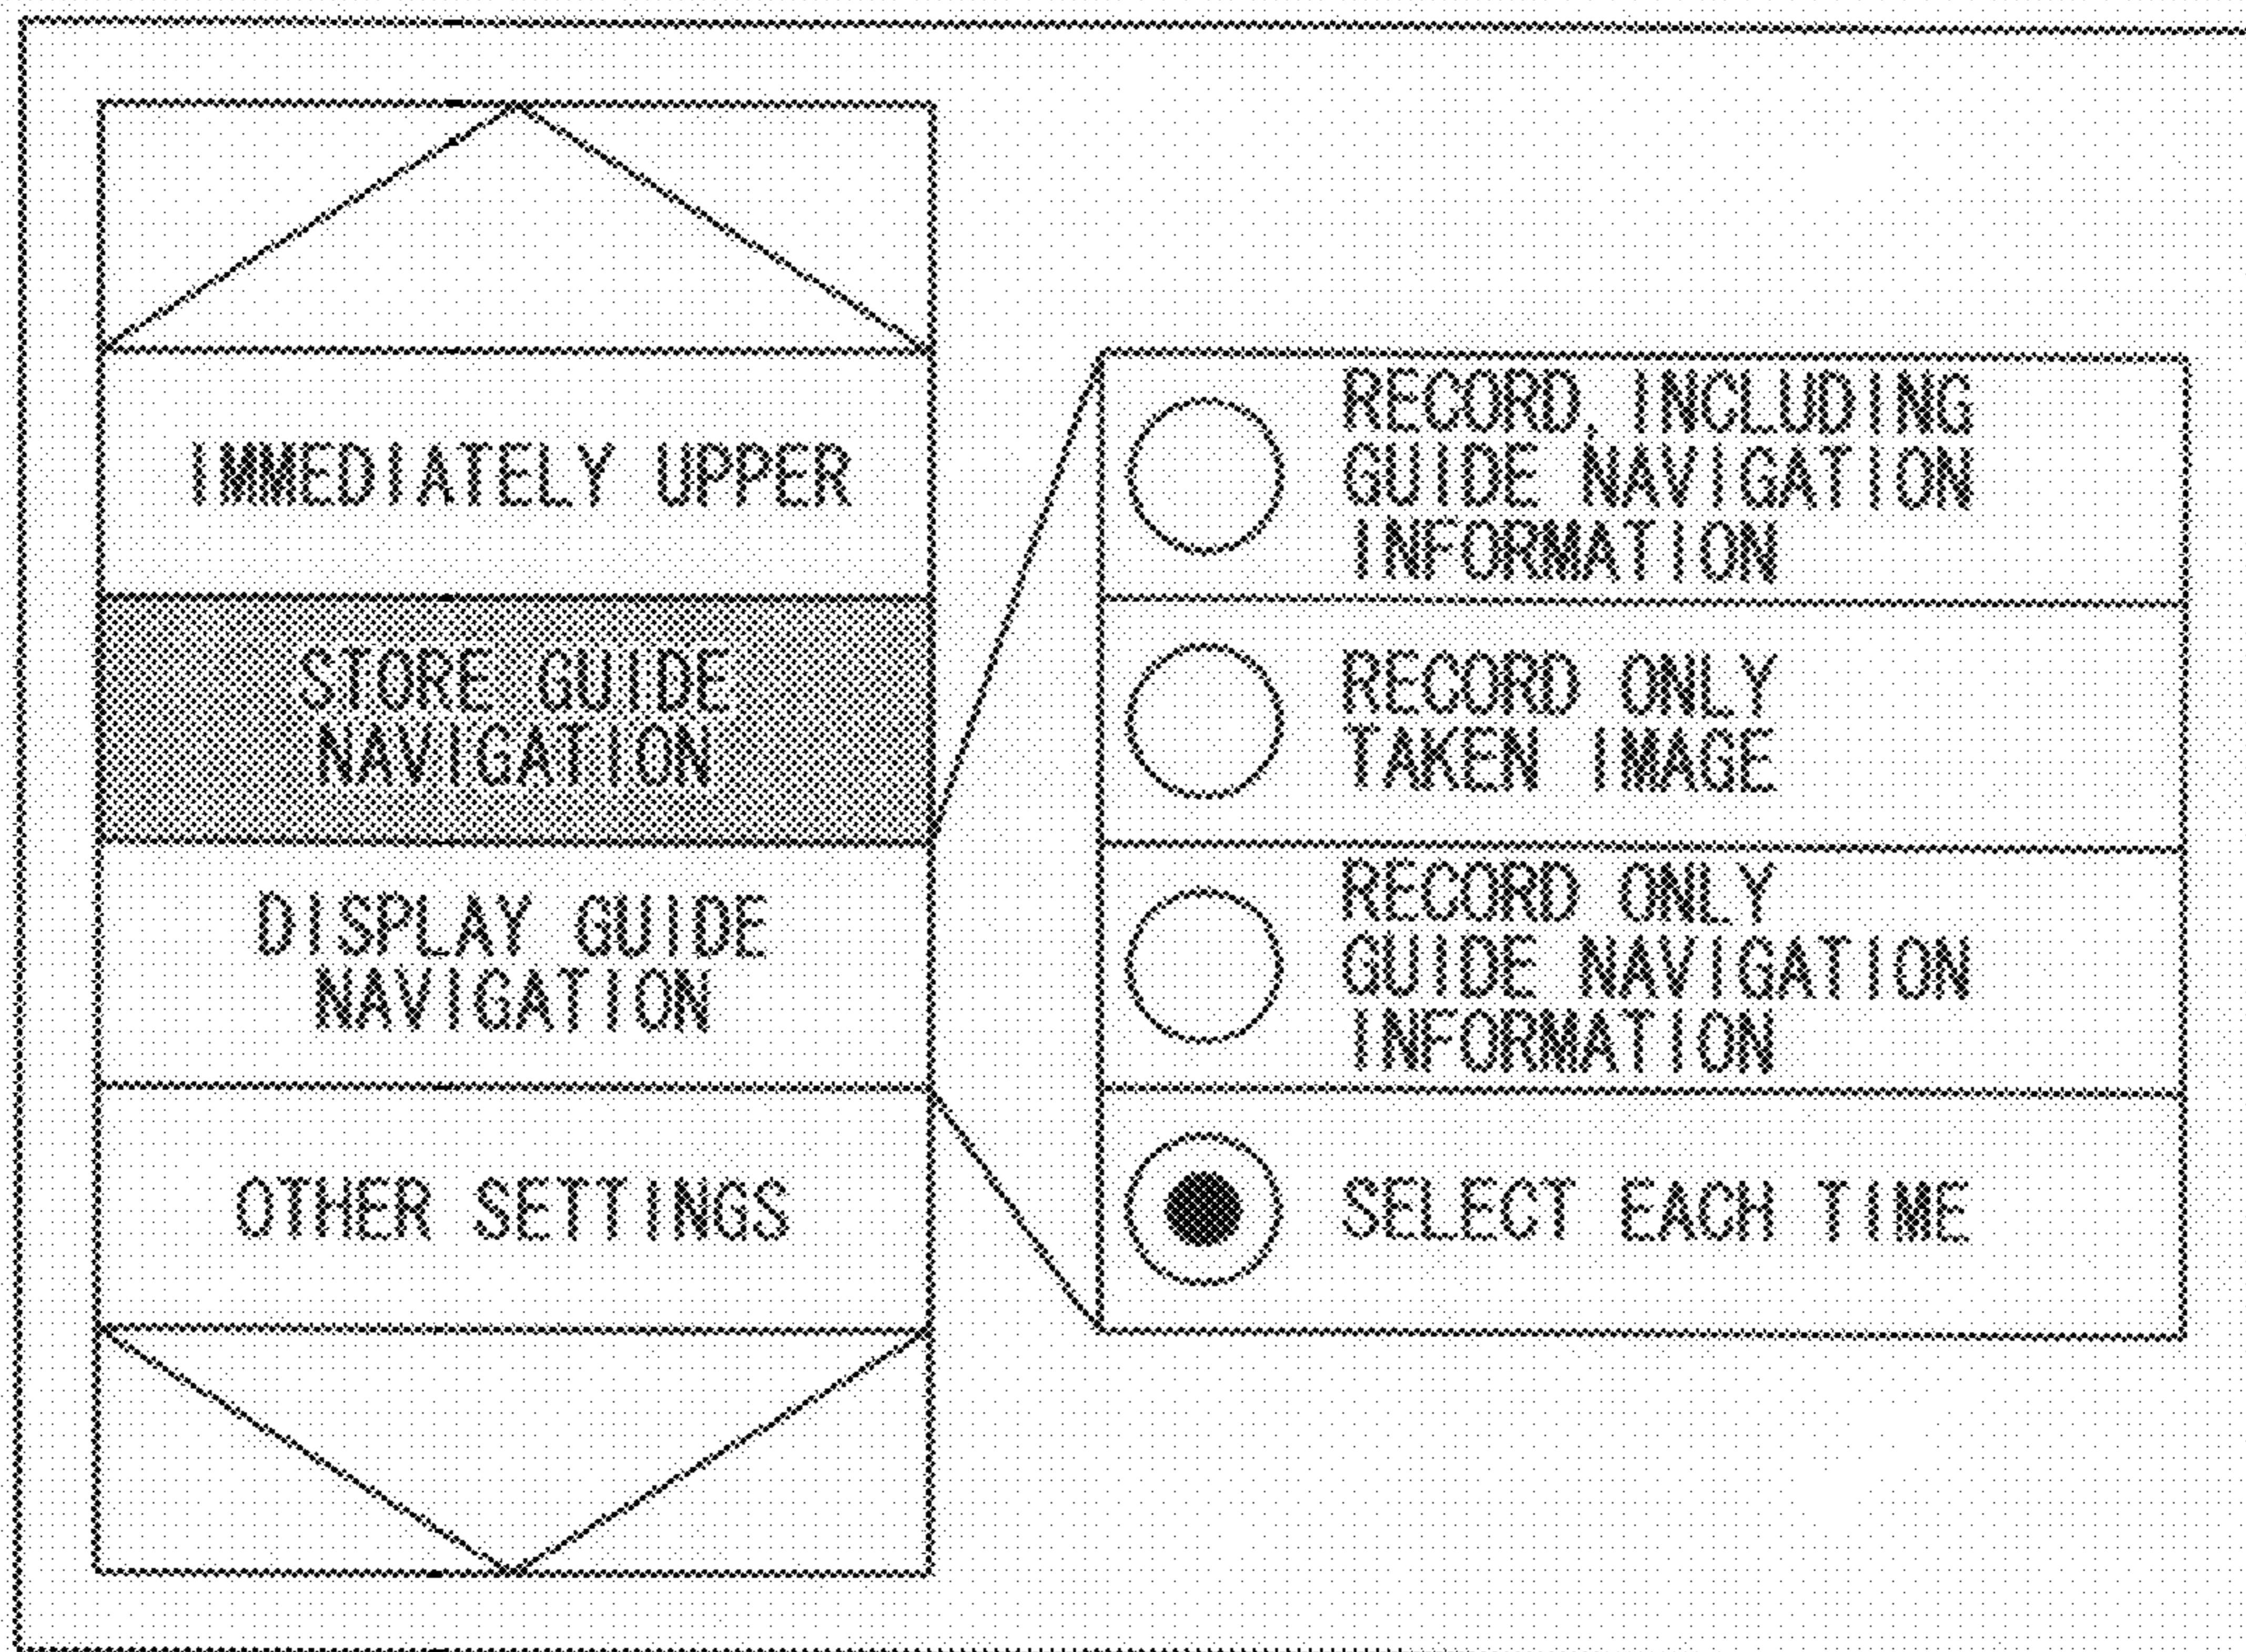 IMMEDIATELY UPPER
STORE GUIDE
NAVIGATION
DISPLAY GUIDE
NAVIGATION
OTHER SETTINGS
RECORD, INCLUDING
GUIDE NAVIGATION
INFORMATION
RECORD ONLY
TAKEN IMAGE
RECORD ONLY
GUIDE NAVIGATION
INFORMATION
SELECT EACH TIME